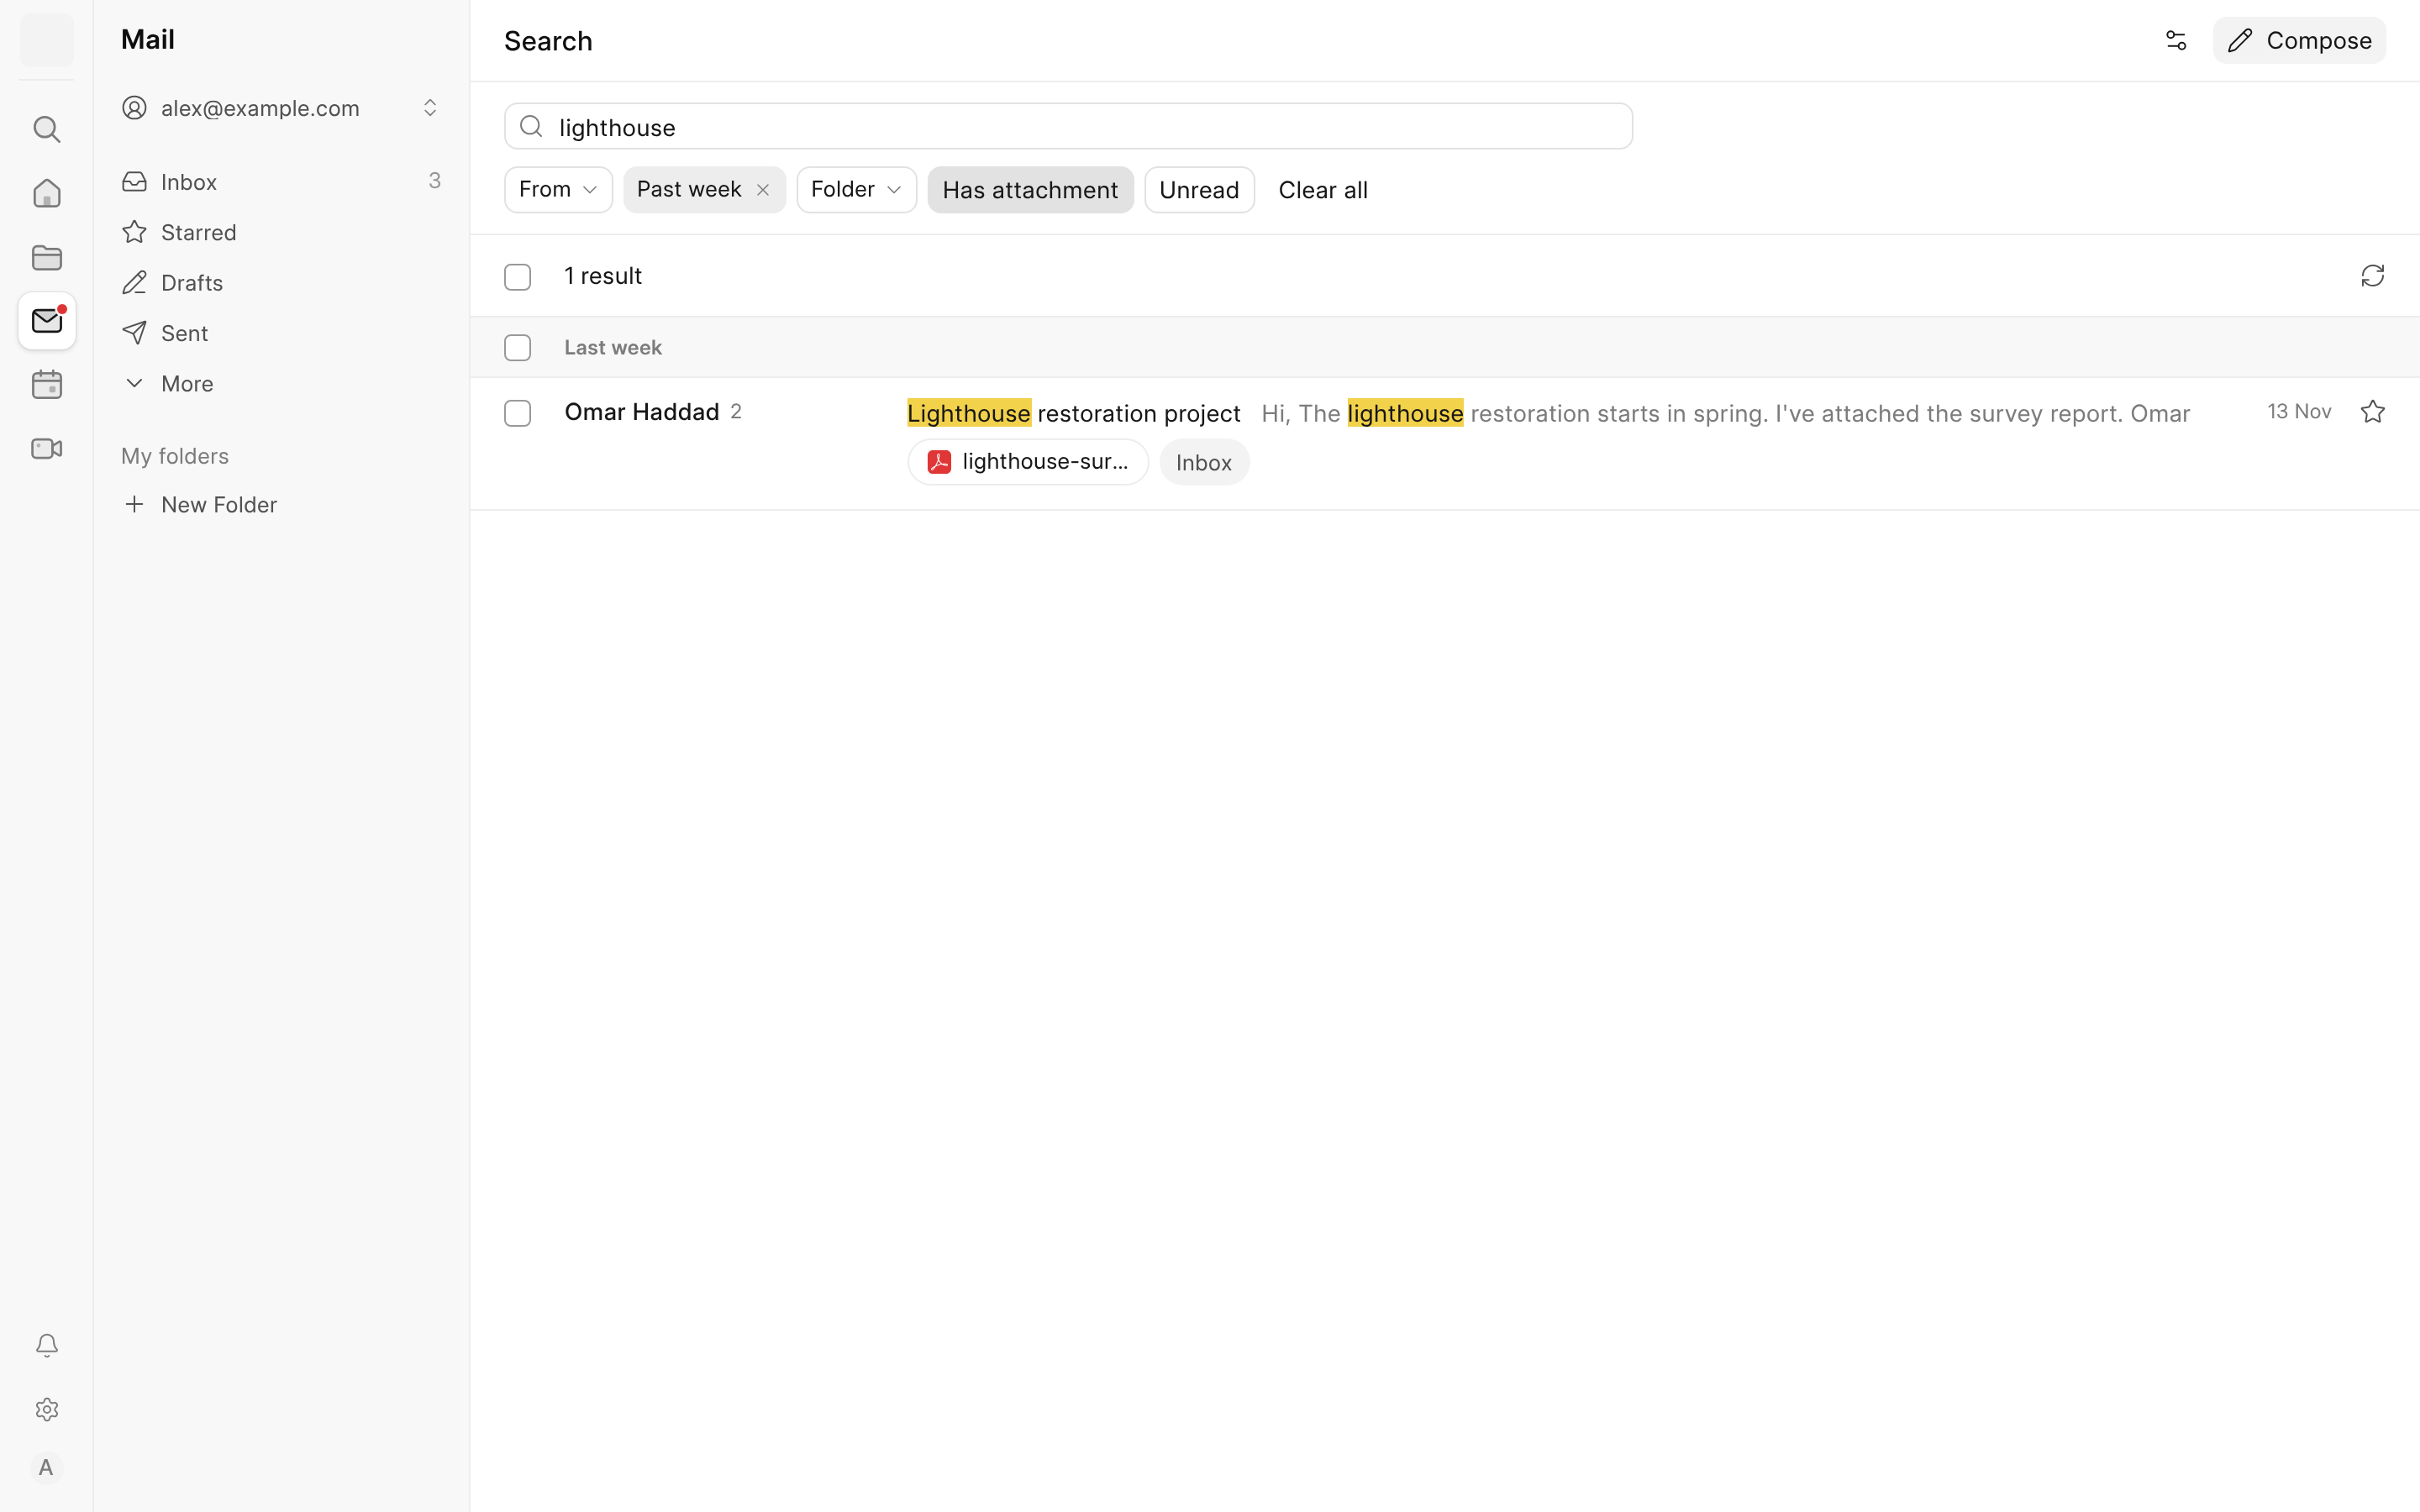 Mail
alex@example.com
Inbox 3
Starred
Drafts
Sent
More
My folders
New Folder
A
Search
Compose
lighthouse
From Past week Folder Has attachment Unread Clear all
1 result
Last week
Omar Haddad 2 Lighthouse restoration project Hi, The lighthouse restoration starts in spring. I've attached the survey report. Omar 13 Nov
lighthouse-sur... Inbox